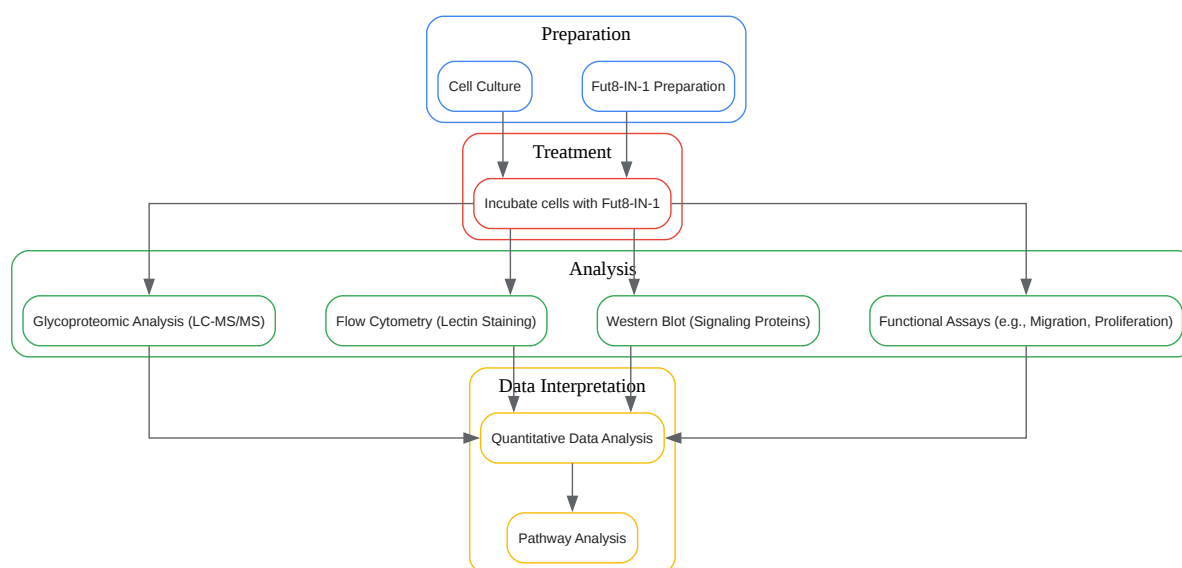 Preparation
Cell Culture
Fut8-IN-1 Preparation
Treatment
Incubate cells with Fut8-IN-1
Analysis
Glycoproteomic Analysis (LC-MS/MS)
Flow Cytometry (Lectin Staining)
Western Blot (Signaling Proteins)
Functional Assays (e.g., Migration, Proliferation)
Data Interpretation
Quantitative Data Analysis
Pathway Analysis